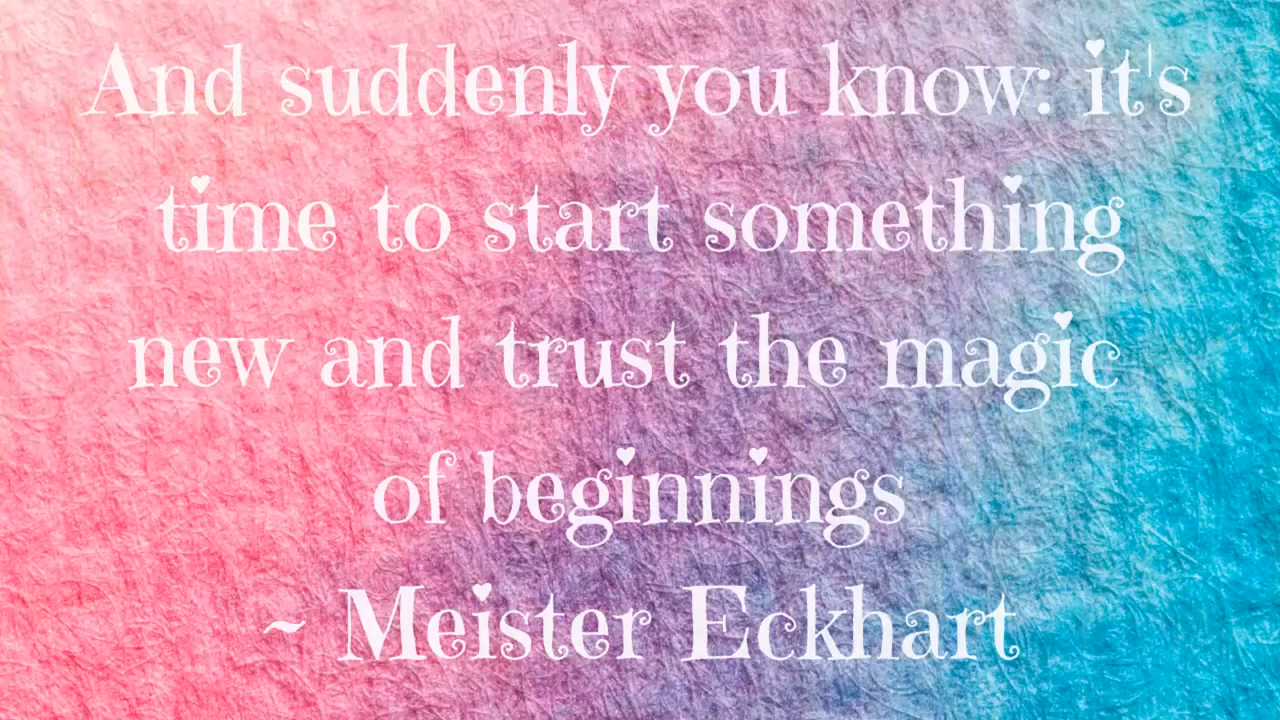 And suddenly you know: it's
time to start something
new and trust the magic
of beginnings
~ Meister Eckhart